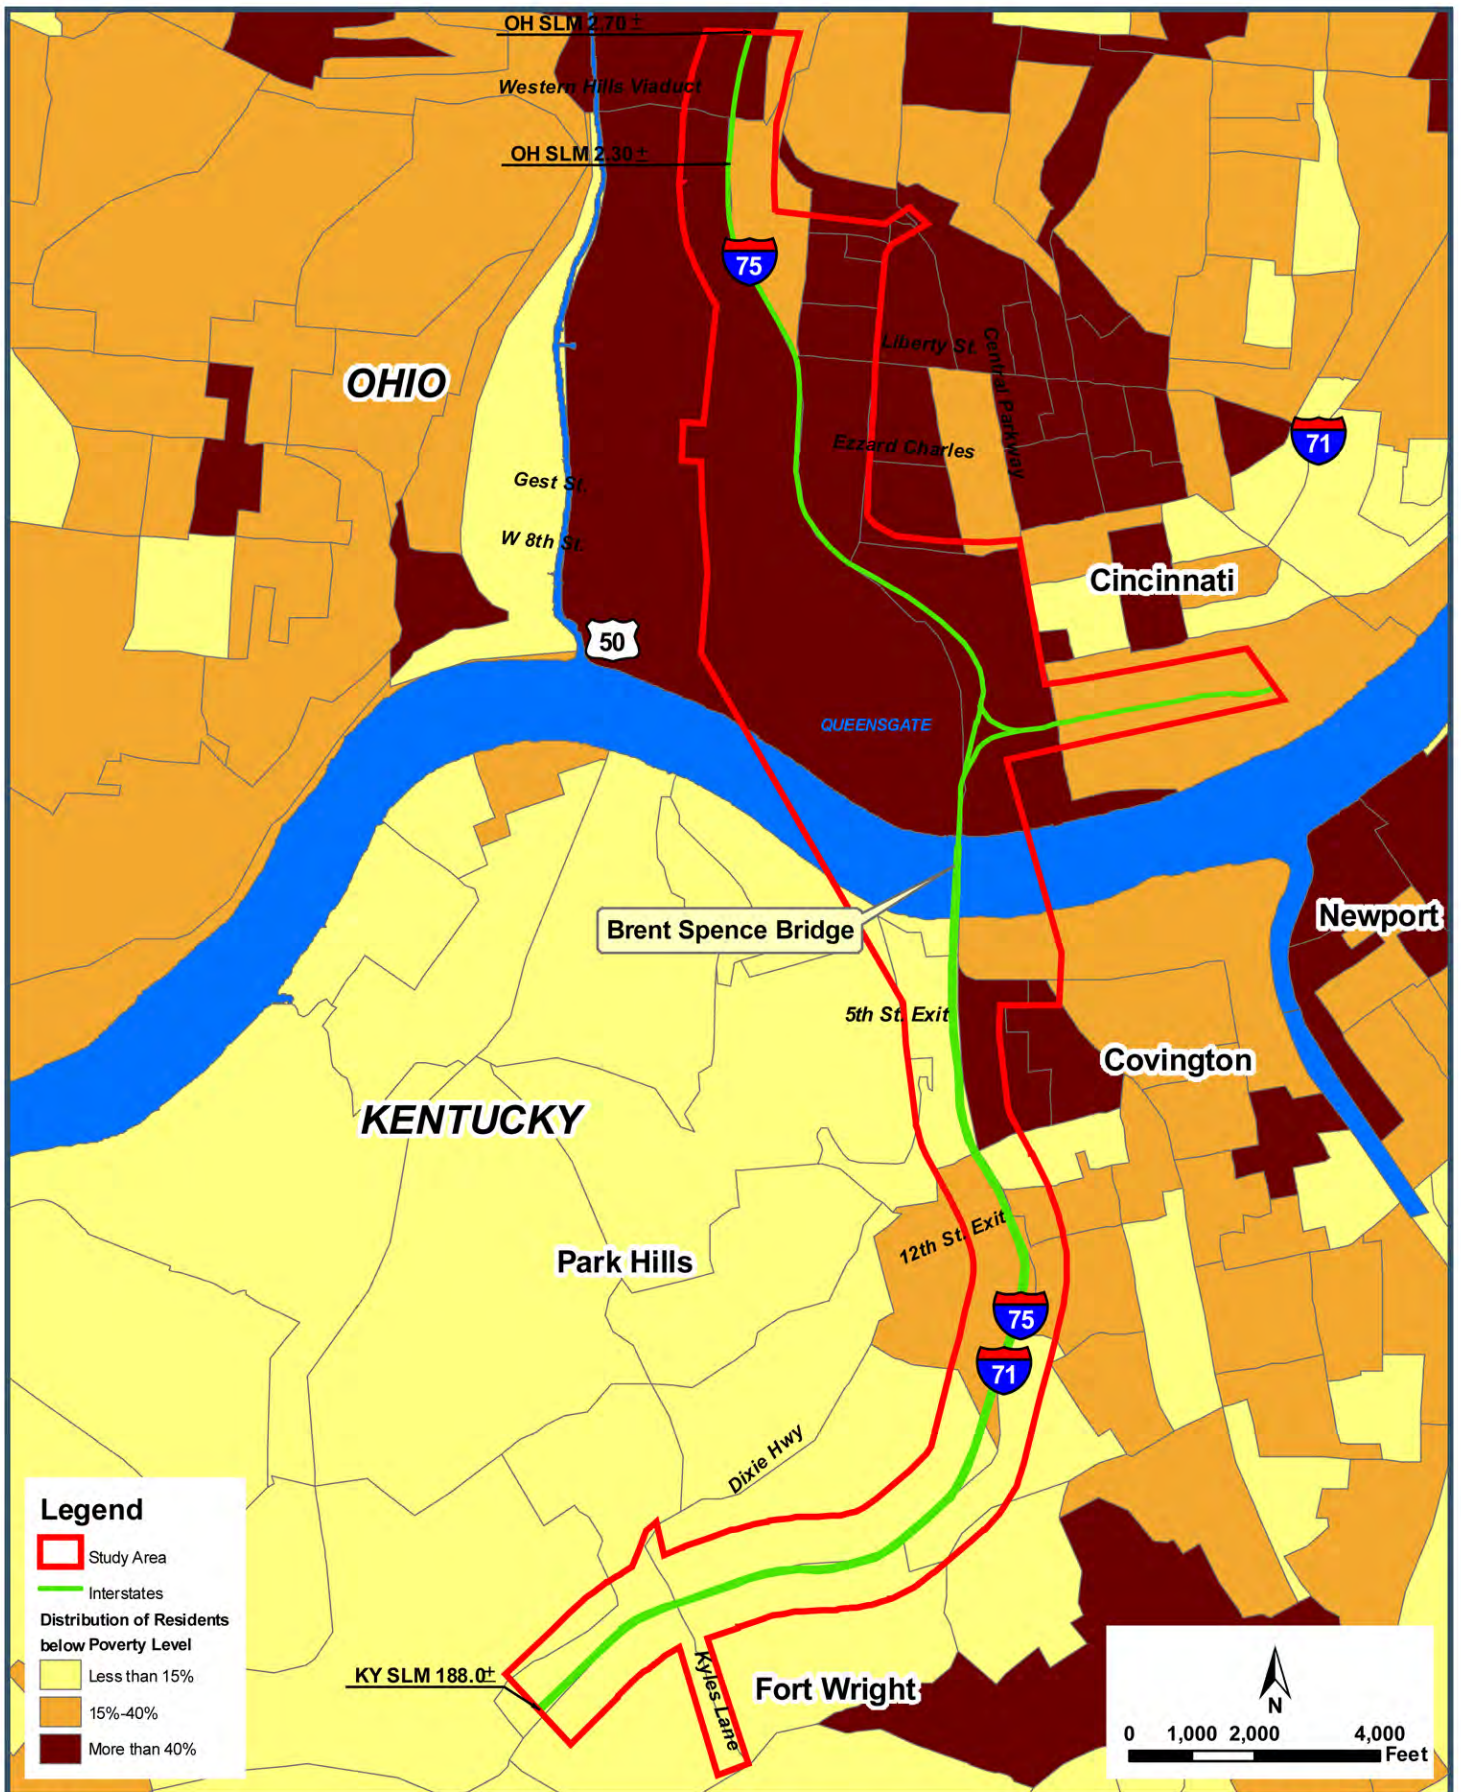 OH SLM 2.70 ±
Western Hills Viaduct
OH SLM 2.30 ±
75
Liberty St.
Central Parkway
OHIO
71
Ezzard Charles
Gest St.
W 8th St.
Cincinnati
50
QUEENSGATE
Newport
Brent Spence Bridge
5th St. Exit
Covington
KENTUCKY
12th St. Exit
Park Hills
75
71
Dixie Hwy
KY SLM 188.0±
Kyles Lane
Fort Wright
Legend
Study Area
Interstates
Distribution of Residents
below Poverty Level
Less than 15%
15%-40%
More than 40%
N
0 1,000 2,000 4,000
Feet